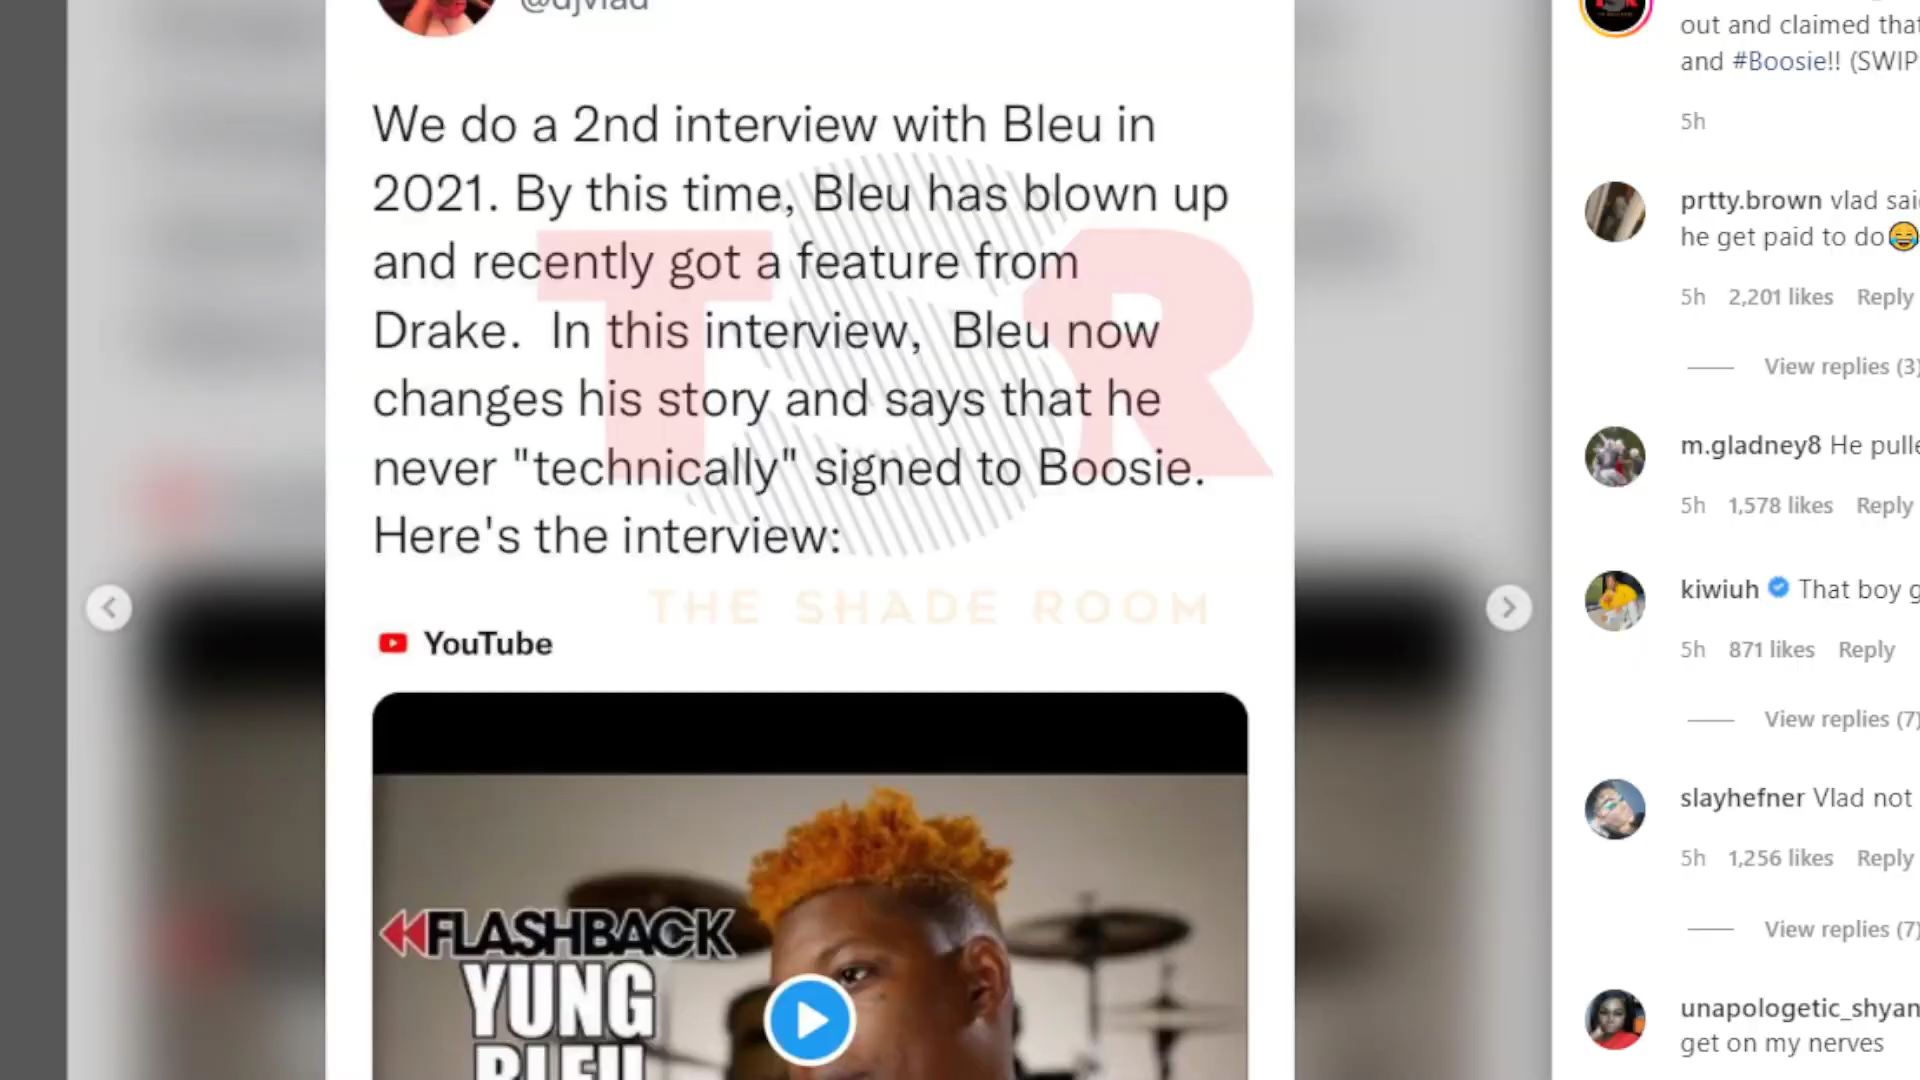 @djvlad
We do a 2nd interview with Bleu in
2021. By this time, Bleu has blown up
and recently got a feature from
Drake. In this interview, Bleu now
changes his story and says that he
never "technically" signed to Boosie.
Here's the interview:
TSR
THE SHADE ROOM
YouTube
FLASHBACK
YUNG
BLEU
out and claimed that
and #Boosie!! (SWIP
5h
prtty.brown vlad said
he get paid to do😂
5h 2,201 likes Reply
View replies (3)
m.gladney8 He pulle
5h 1,578 likes Reply
kiwiuh That boy g
5h 871 likes Reply
View replies (7)
slayhefner Vlad not
5h 1,256 likes Reply
View replies (7)
unapologetic_shyan
get on my nerves